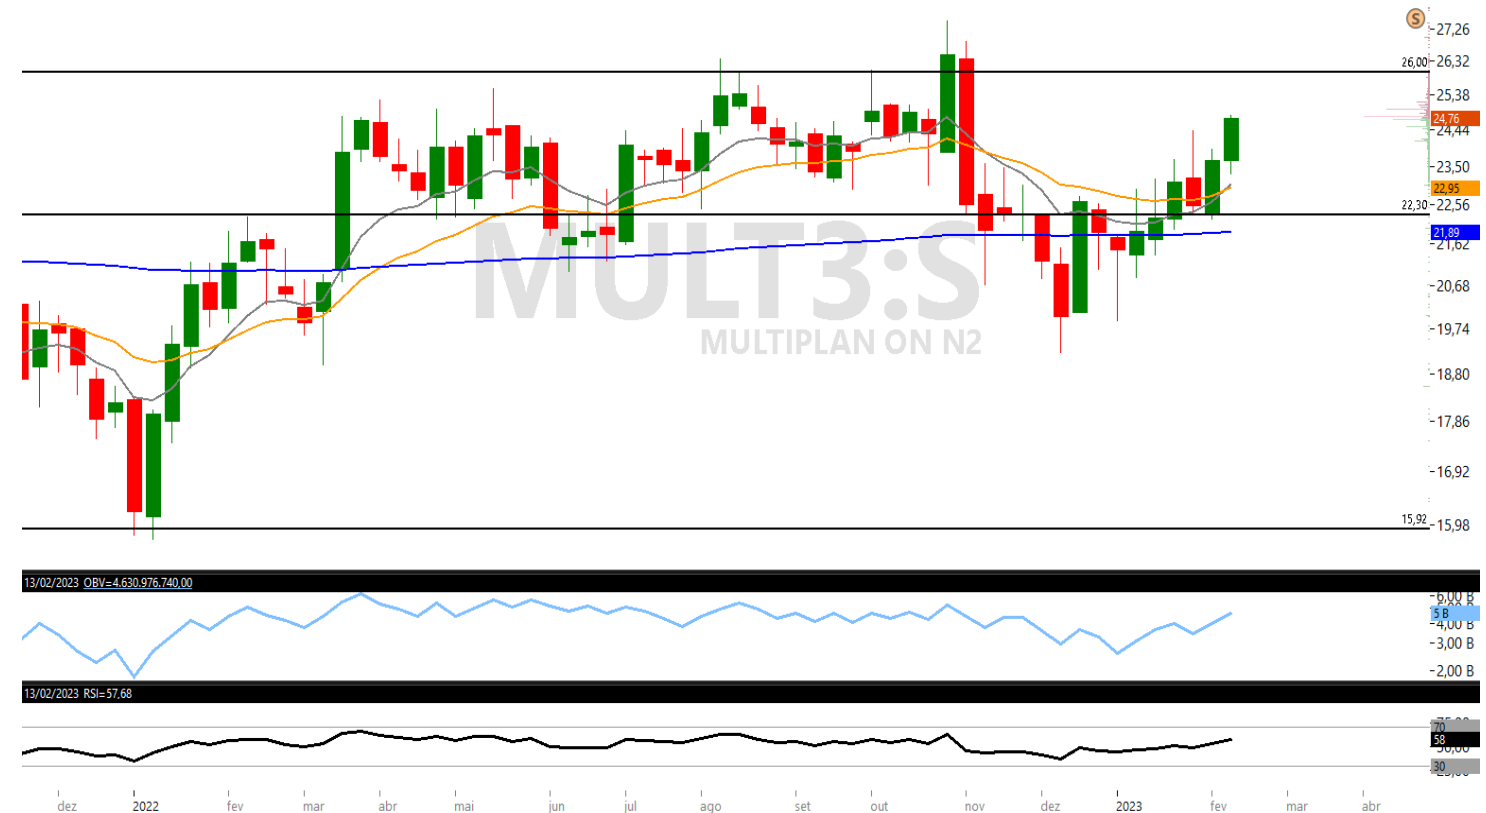 S
27,26
26,00
26,32
25,38
24,76
24,44
23,50
22,95
22,30
22,56
21,89
21,62
MULT3:S
20,68
MULTIPLAN ON N2
19,74
18,80
17,86
16,92
15,92
15,98
13/02/2023 OBV=4.630.976.740,00
6,00 B
5 B
4,00 B
3,00 B
2,00 B
13/02/2023 RSI=57,68
70
58
30
dez 2022 fev mar abr mai jun jul ago set out nov dez 2023 fev mar abr